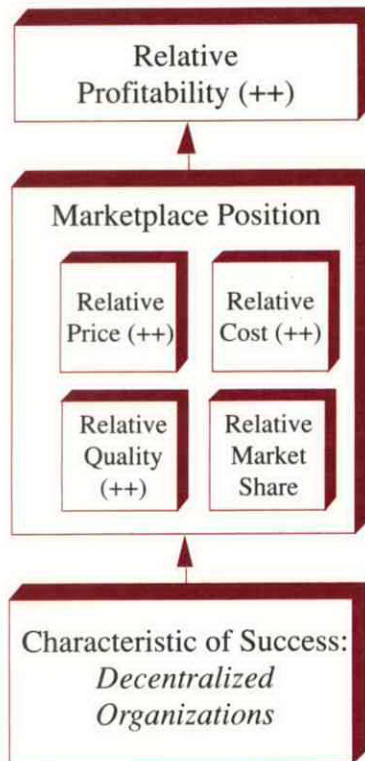 Relative
Profitability (++)
Marketplace Position
Relative
Price (++)
Relative
Cost (++)
Relative
Quality
(++)
Relative
Market
Share
Characteristic of Success:
Decentralized
Organizations